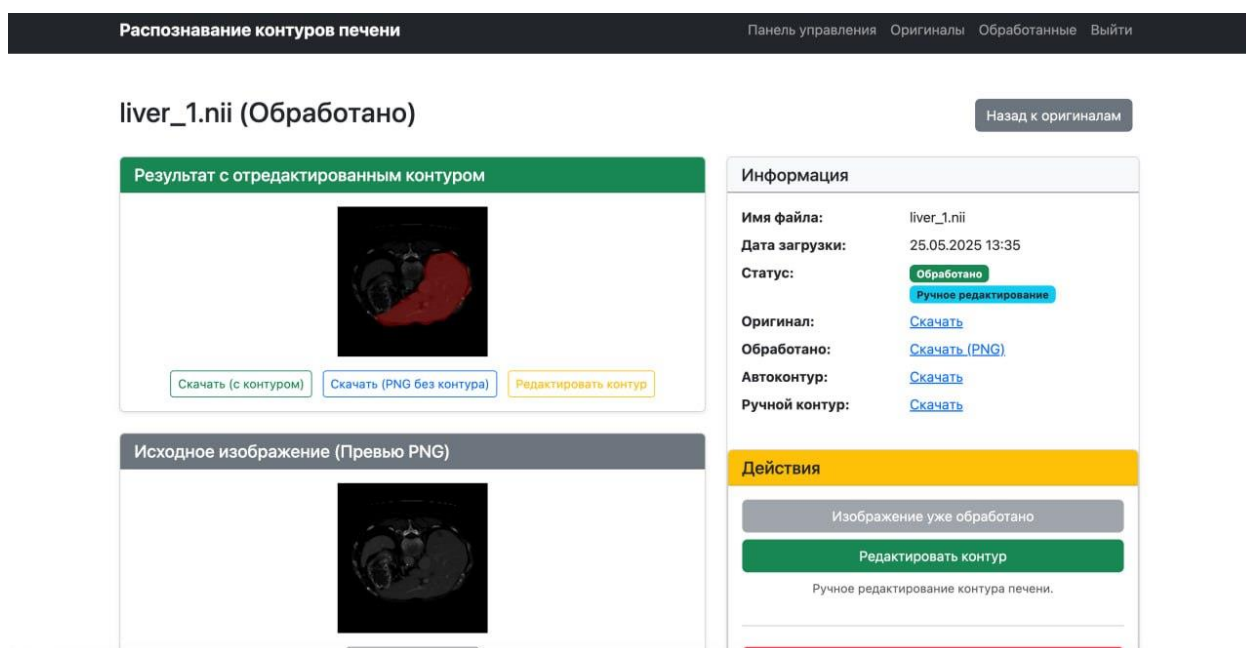 Распознавание контуров печени
Панель управления Оригиналы Обработанные Выйти
liver_1.nii (Обработано)
Назад к оригиналам
Результат с отредактированным контуром
Скачать (с контуром) Скачать (PNG без контура) Редактировать контур
Исходное изображение (Превью PNG)
Информация
Имя файла: liver_1.nii
Дата загрузки: 25.05.2025 13:35
Статус: Обработано
Ручное редактирование
Оригинал: Скачать
Обработано: Скачать (PNG)
Автоконтур: Скачать
Ручной контур: Скачать
Действия
Изображение уже обработано
Редактировать контур
Ручное редактирование контура печени.